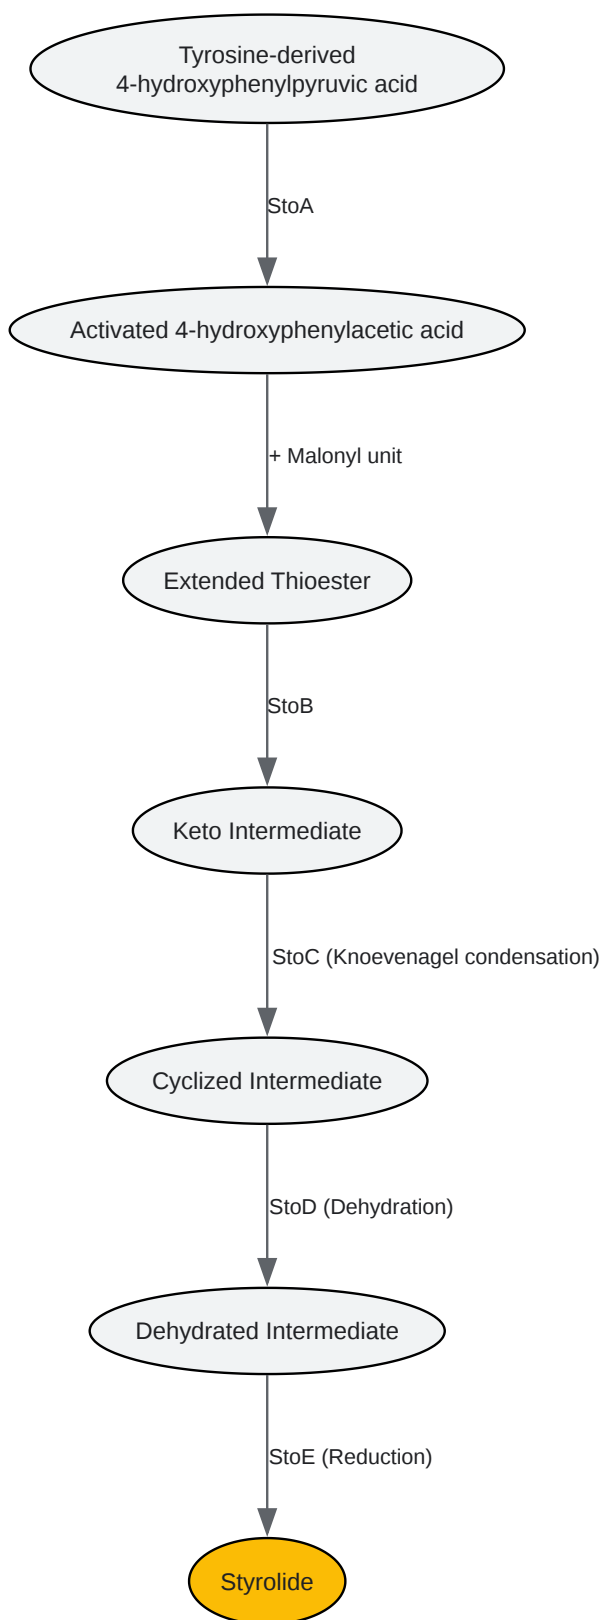 Tyrosine-derived
4-hydroxyphenylpyruvic acid
StoA
Activated 4-hydroxyphenylacetic acid
+ Malonyl unit
Extended Thioester
StoB
Keto Intermediate
StoC (Knoevenagel condensation)
Cyclized Intermediate
StoD (Dehydration)
Dehydrated Intermediate
StoE (Reduction)
Styrolide